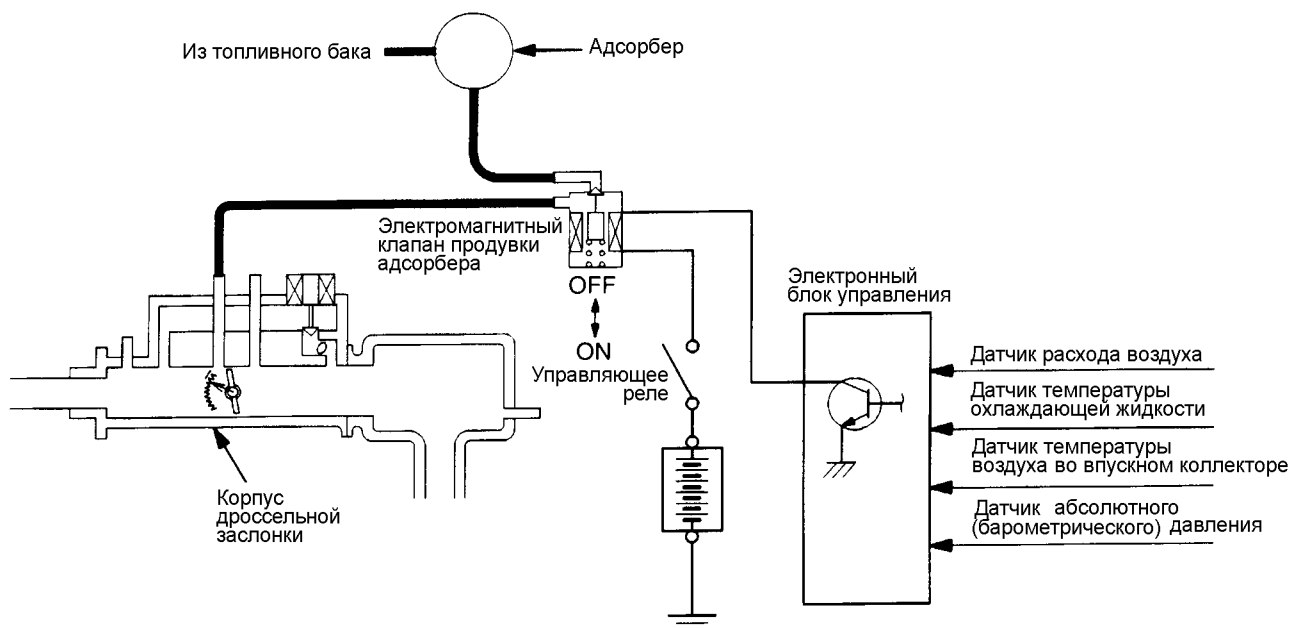 Из топливного бака
Адсорбер
Электромагнитный
клапан продувки
адсорбера
OFF
ON
Управляющее
реле
Электронный
блок управления
Датчик расхода воздуха
Датчик температуры
охлаждающей жидкости
Датчик температуры
воздуха во впускном коллекторе
Датчик абсолютного
(барометрического) давления
Корпус
дроссельной
заслонки